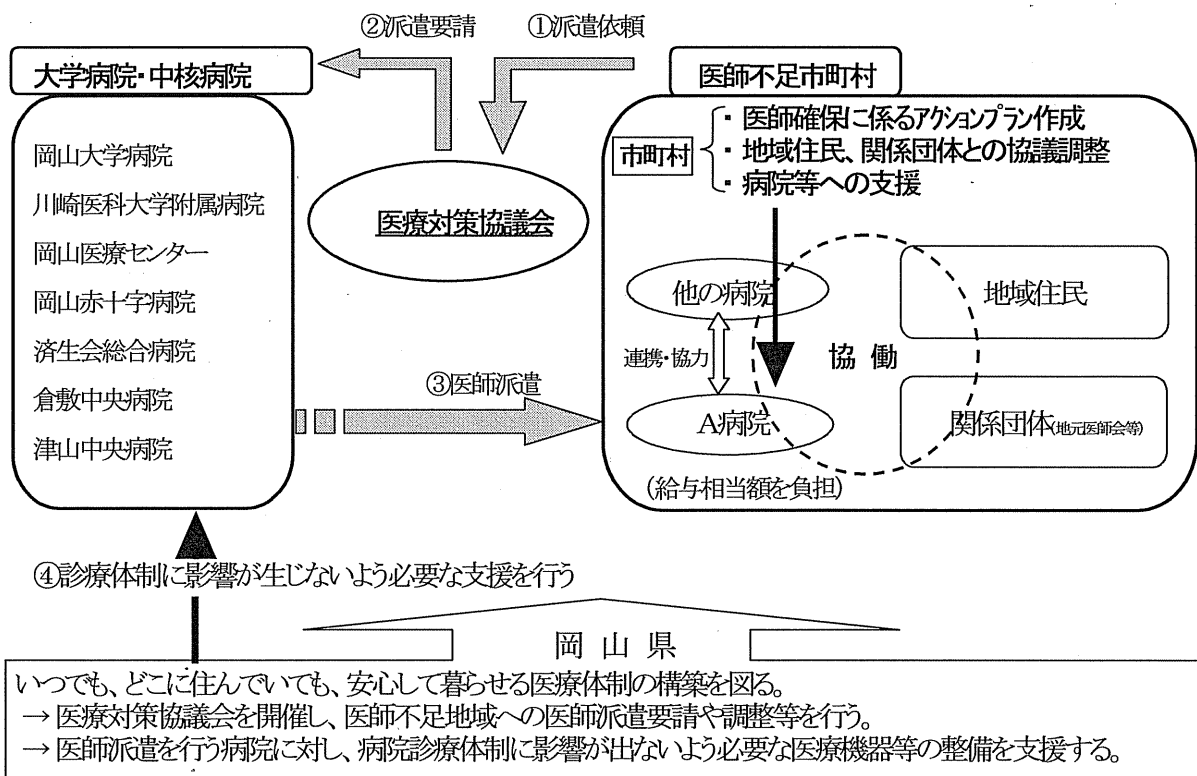 ②派遣要請
①派遣依頼
大学病院・中核病院
岡山大学病院
川崎医科大学附属病院
岡山医療センター
岡山赤十字病院
済生会総合病院
倉敷中央病院
津山中央病院
医療対策協議会
医師不足市町村
市町村
・医師確保に係るアクションプラン作成
・地域住民、関係団体との協議調整
・病院等への支援
他の病院
地域住民
連携・協力
協働
③医師派遣
A病院
関係団体(地元医師会等)
(給与相当額を負担)
④診療体制に影響が生じないよう必要な支援を行う
岡山県
いつでも、どこに住んでいても、安心して暮らせる医療体制の構築を図る。
→ 医療対策協議会を開催し、医師不足地域への医師派遣要請や調整等を行う。
→ 医師派遣を行う病院に対し、病院診療体制に影響が出ないよう必要な医療機器等の整備を支援する。